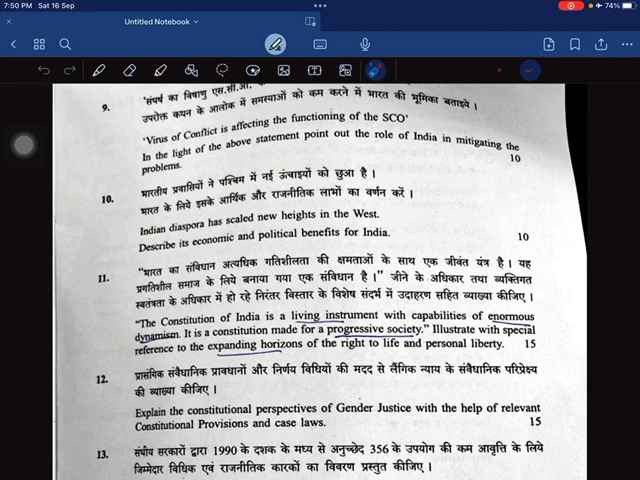 7:50 PM Sat 16 Sep
74%
Untitled Notebook
9. 'संघर्ष का विषाणु एस.सी.ओ.
उपरोक्त कथन के आलोक में समस्याओं को कम करने में भारत की भूमिका बताइये ।
'Virus of Conflict is affecting the functioning of the SCO'
In the light of the above statement point out the role of India in mitigating the
problems. 10
10. भारतीय प्रवासियों ने पश्चिम में नई ऊंचाइयों को छुआ है ।
भारत के लिये इसके आर्थिक और राजनीतिक लाभों का वर्णन करें ।
Indian diaspora has scaled new heights in the West.
Describe its economic and political benefits for India. 10
11. "भारत का संविधान अत्यधिक गतिशीलता की क्षमताओं के साथ एक जीवंत यंत्र है । यह
प्रगतिशील समाज के लिये बनाया गया एक संविधान है ।" जीने के अधिकार तथा व्यक्तिगत
स्वतंत्रता के अधिकार में हो रहे निरंतर विस्तार के विशेष संदर्भ में उदाहरण सहित व्याख्या कीजिए ।
"The Constitution of India is a living instrument with capabilities of enormous
dynamism. It is a constitution made for a progressive society." Illustrate with special
reference to the expanding horizons of the right to life and personal liberty. 15
12. प्रासंगिक संवैधानिक प्रावधानों और निर्णय विधियों की मदद से लैंगिक न्याय के संवैधानिक परिप्रेक्ष्य
की व्याख्या कीजिए ।
Explain the constitutional perspectives of Gender Justice with the help of relevant
Constitutional Provisions and case laws. 15
13. संघीय सरकारों द्वारा 1990 के दशक के मध्य से अनुच्छेद 356 के उपयोग की कम आवृत्ति के लिये
जिम्मेदार विधिक एवं राजनीतिक कारकों का विवरण प्रस्तुत कीजिए ।